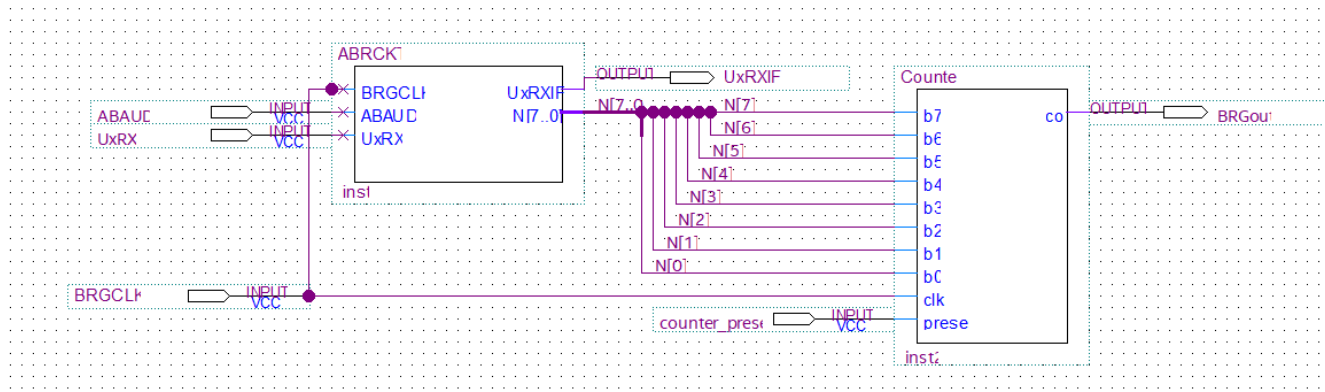 ABRCKT
BRGCLK
ABAUD
UxRX
UxRXIF
N[7..0]
inst
INPUT
VCC
ABAUD
INPUT
VCC
UxRX
OUTPUT
UxRXIF
N[7..0]
N[7]
N[6]
N[5]
N[4]
N[3]
N[2]
N[1]
N[0]
Counte
b7
b6
b5
b4
b3
b2
b1
b0
clk
prese
co
inst2
OUTPUT
BRGout
BRGCLK
INPUT
VCC
counter_prese
INPUT
VCC